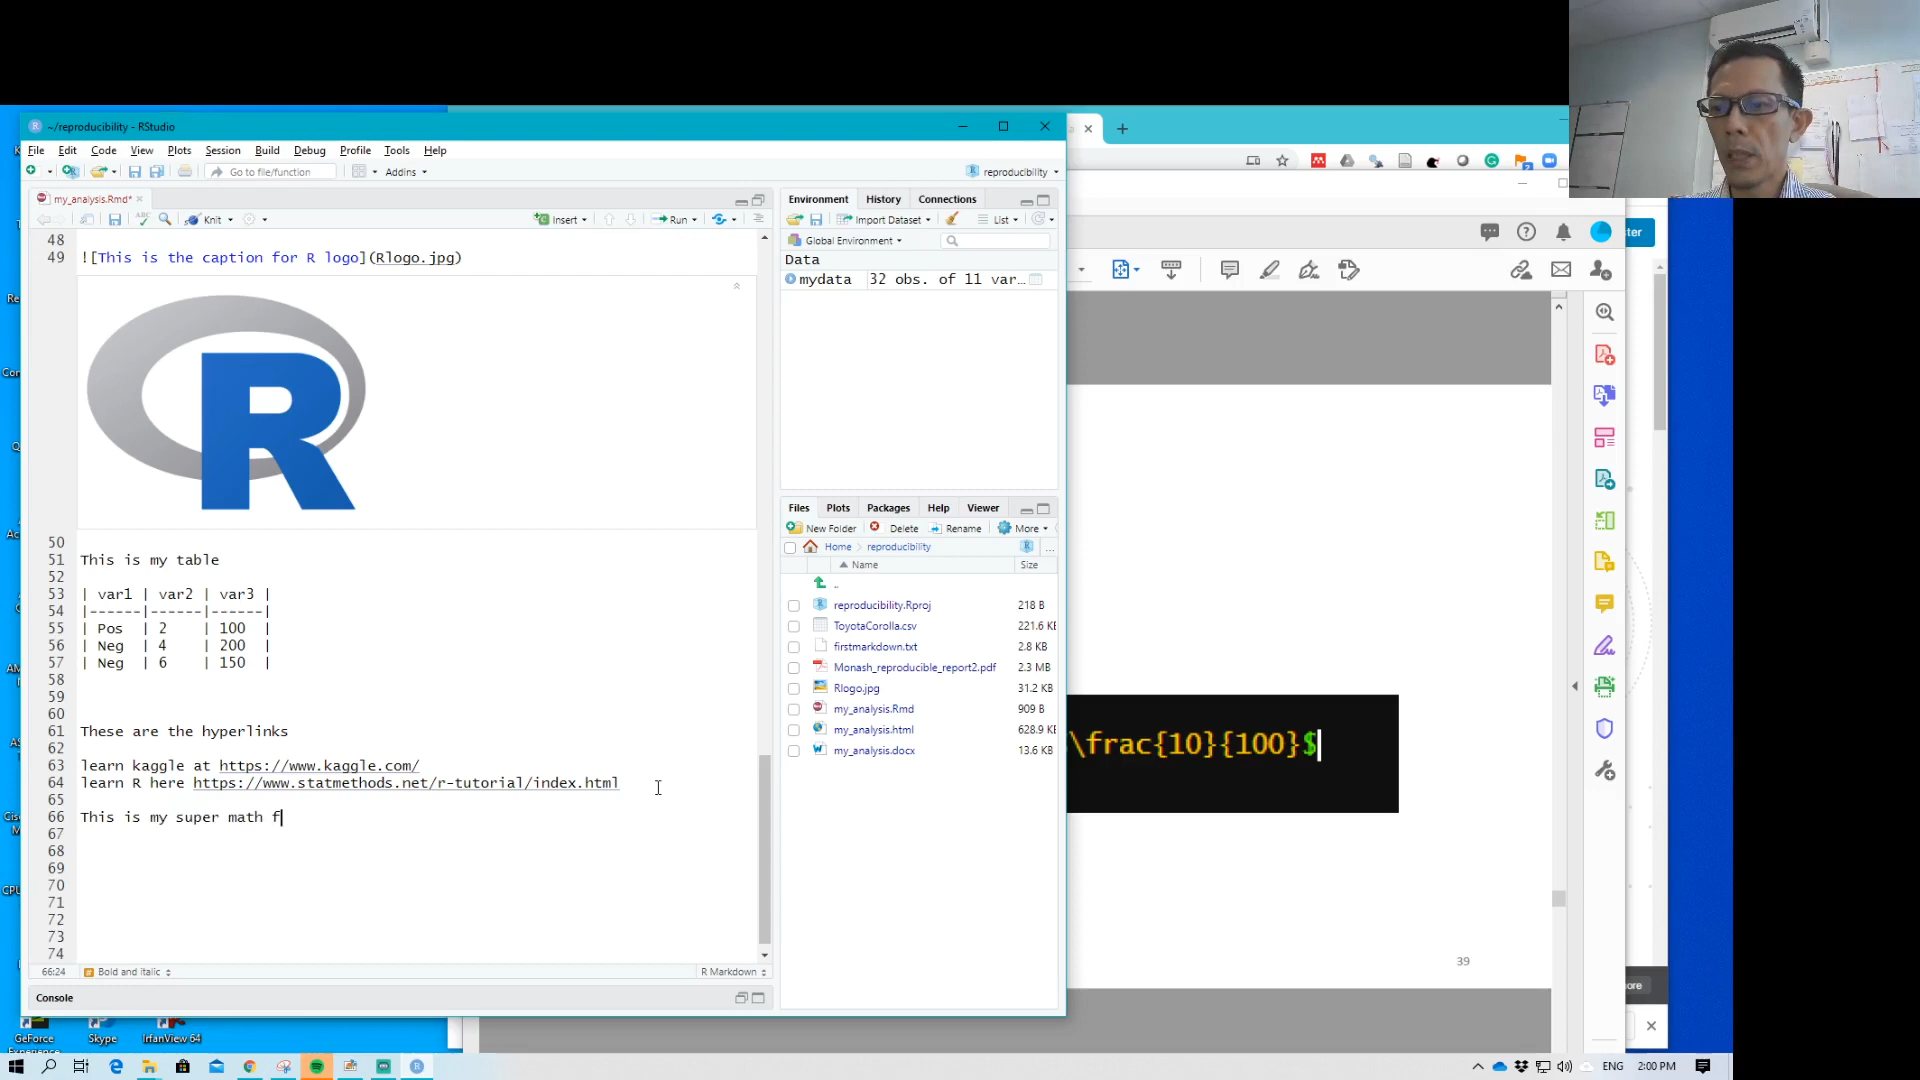 ~/reproducibility - RStudio
File Edit Code View Plots Session Build Debug Profile Tools Help
Go to file/function
Addins
reproducibility
my_analysis.Rmd*
Knit
Insert
Run
48
49 ![This is the caption for R logo](Rlogo.jpg)
R
50
51 This is my table
52
53 | var1 | var2 | var3 |
54 |------|------|------|
55 | Pos | 2 | 100 |
56 | Neg | 4 | 200 |
57 | Neg | 6 | 150 |
58
59
60
61 These are the hyperlinks
62
63 learn kaggle at https://www.kaggle.com/
64 learn R here https://www.statmethods.net/r-tutorial/index.html
65
66 This is my super math f
67
68
69
70
71
72
73
74
66:24 Bold and italic R Markdown
Console
Environment History Connections
Import Dataset
List
Global Environment
Data
mydata 32 obs. of 11 var…
Files Plots Packages Help Viewer
New Folder Delete Rename More
Home reproducibility ...
Name Size
..
reproducibility.Rproj 218 B
ToyotaCorolla.csv 221.6 KB
firstmarkdown.txt 2.8 KB
Monash_reproducible_report2.pdf 2.3 MB
Rlogo.jpg 31.2 KB
my_analysis.Rmd 909 B
my_analysis.html 628.9 KB
my_analysis.docx 13.6 KB
\frac{10}{100}$
39
GeForce
Experience
Skype
IrfanView 64
ENG 2:00 PM